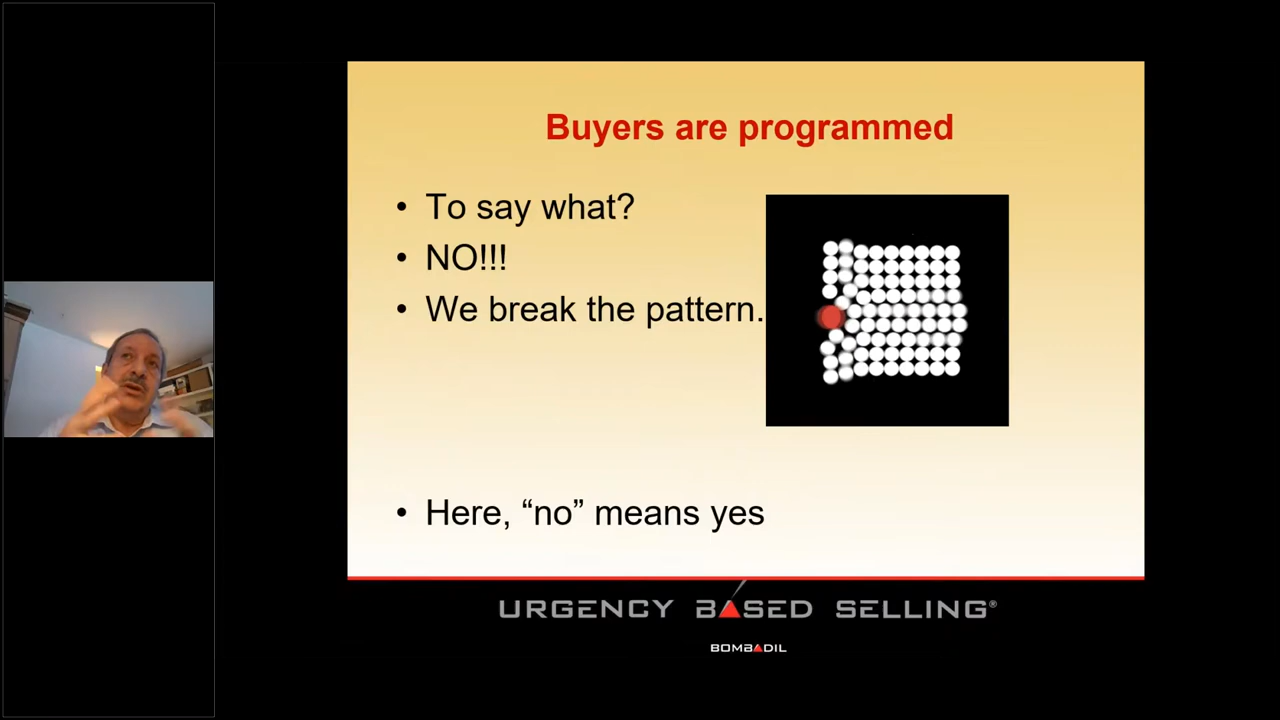 Buyers are programmed
• To say what?
• NO!!!
• We break the pattern.
• Here, “no” means yes
URGENCY BASED SELLING®
BOMBADIL